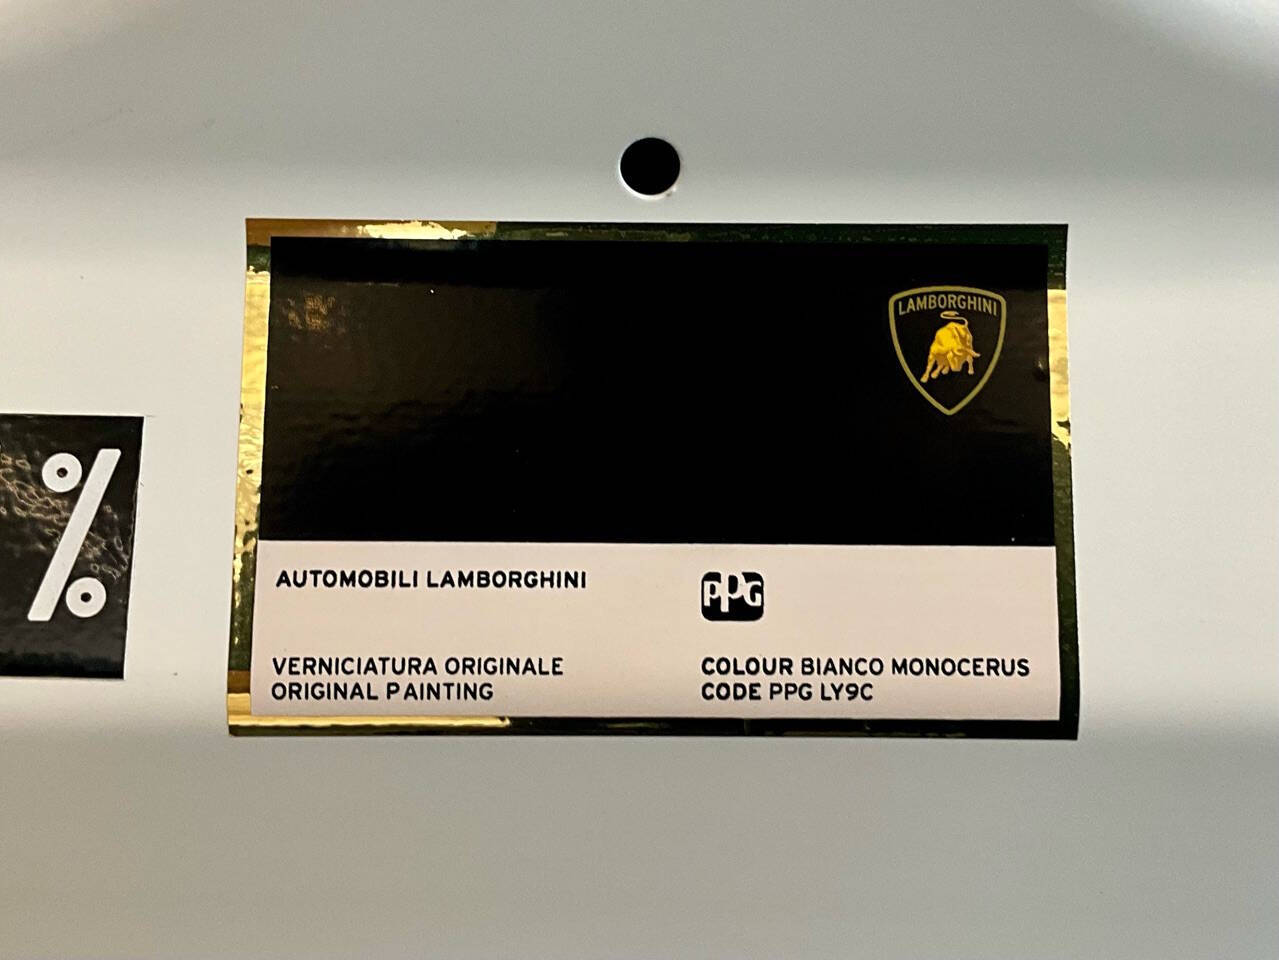 LAMBORGHINI
%
AUTOMOBILI LAMBORGHINI
PPG
VERNICIATURA ORIGINALE
ORIGINAL PAINTING
COLOUR BIANCO MONOCERUS
CODE PPG LY9C